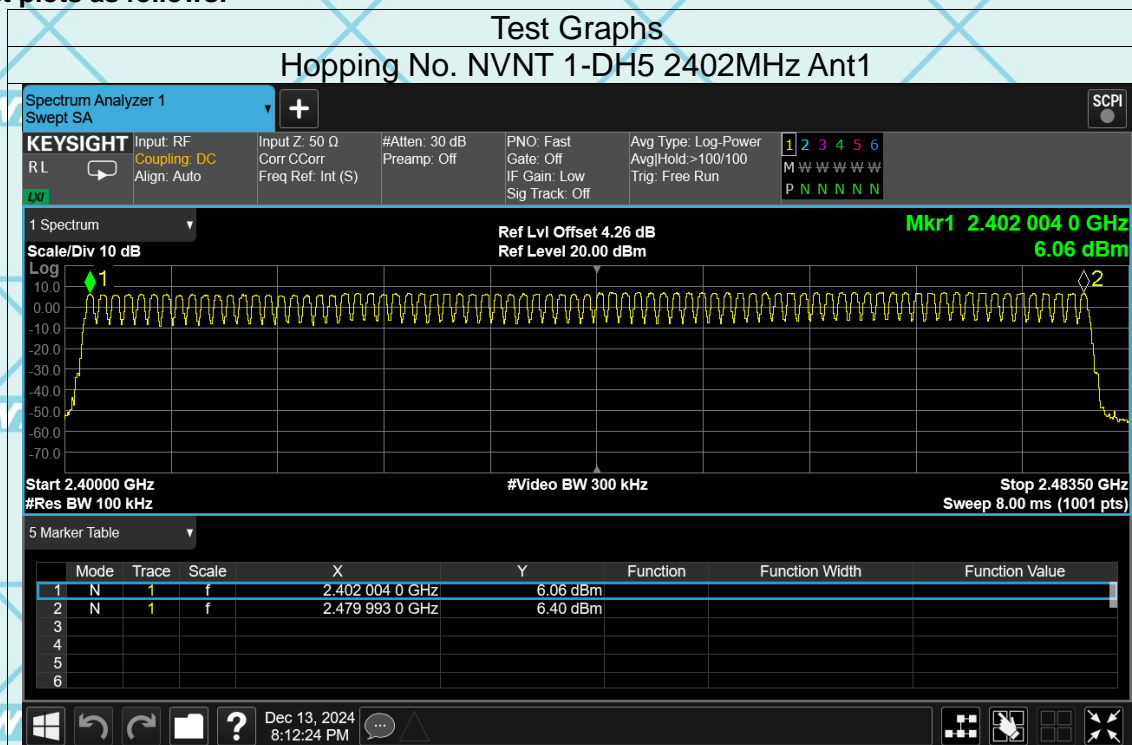 t plots as follows:
Test Graphs
Hopping No. NVNT 1-DH5 2402MHz Ant1
Spectrum Analyzer 1
Swept SA
+
SCPI
KEYSIGHT
R L
LXI
Input: RF
Coupling: DC
Align: Auto
Input Z: 50 Ω
Corr CCorr
Freq Ref: Int (S)
#Atten: 30 dB
Preamp: Off
PNO: Fast
Gate: Off
IF Gain: Low
Sig Track: Off
Avg Type: Log-Power
Avg|Hold:>100/100
Trig: Free Run
1 2 3 4 5 6
M W W W W W
P N N N N N
1 Spectrum
Scale/Div 10 dB
Ref Lvl Offset 4.26 dB
Ref Level 20.00 dBm
Mkr1 2.402 004 0 GHz
6.06 dBm
Log
1
2
10.0
0.00
-10.0
-20.0
-30.0
-40.0
-50.0
-60.0
-70.0
Start 2.40000 GHz
#Video BW 300 kHz
Stop 2.48350 GHz
#Res BW 100 kHz
Sweep 8.00 ms (1001 pts)
5 Marker Table
Mode Trace Scale X Y Function Function Width Function Value
1 N 1 f 2.402 004 0 GHz 6.06 dBm
2 N 1 f 2.479 993 0 GHz 6.40 dBm
3
4
5
6
?
Dec 13, 2024
8:12:24 PM